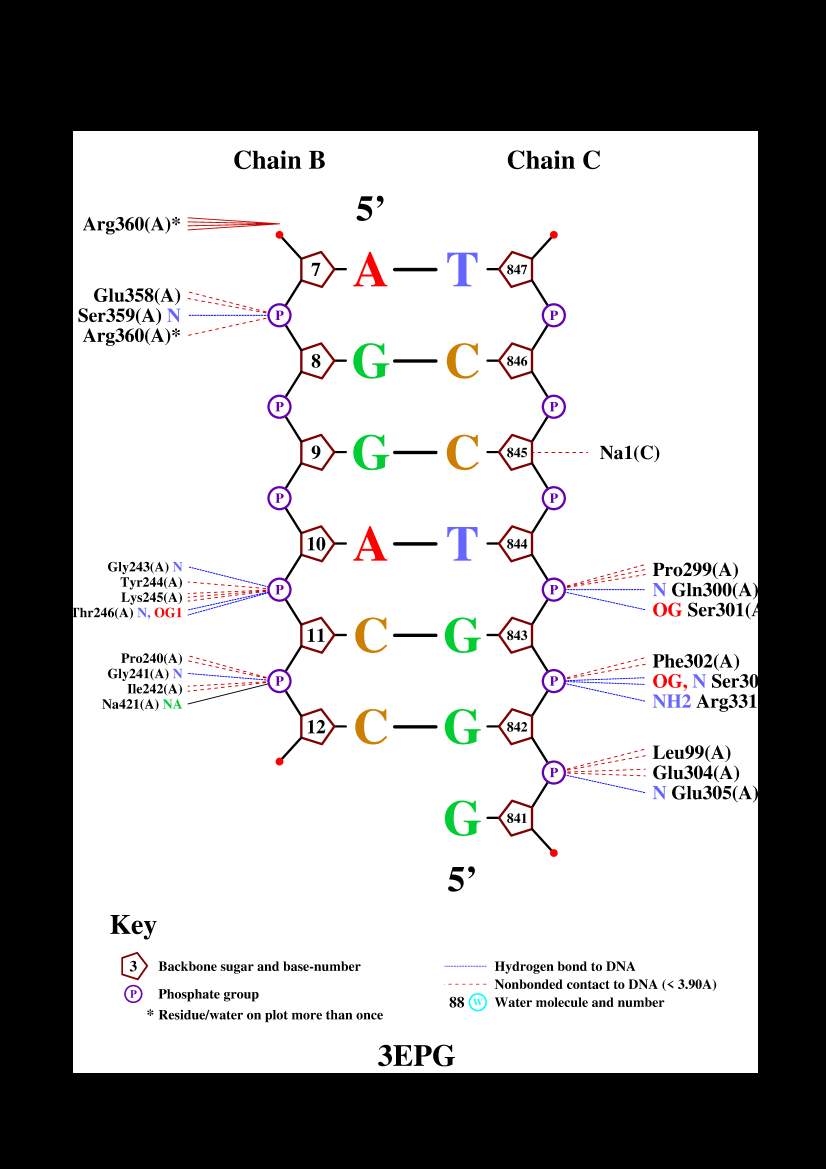 Chain B Chain C
5’
Arg360(A)*
7 A T 847
Glu358(A)
Ser359(A) N P P
Arg360(A)*
8 G C 846
P P
9 G C 845 Na1(C)
P P
10 A T 844
Gly243(A) N
Tyr244(A)
Lys245(A)
Thr246(A) N, OG1
P P
Pro299(A)
N Gln300(A)
OG Ser301(A
11 C G 843
Pro240(A)
Gly241(A) N
Ile242(A)
Na421(A) NA
P P
Phe302(A)
OG, N Ser30
NH2 Arg331
12 C G 842
P
Leu99(A)
Glu304(A)
N Glu305(A)
G 841
5’
Key
3 Backbone sugar and base-number
P Phosphate group
* Residue/water on plot more than once
Hydrogen bond to DNA
Nonbonded contact to DNA (< 3.90A)
88 W Water molecule and number
3EPG